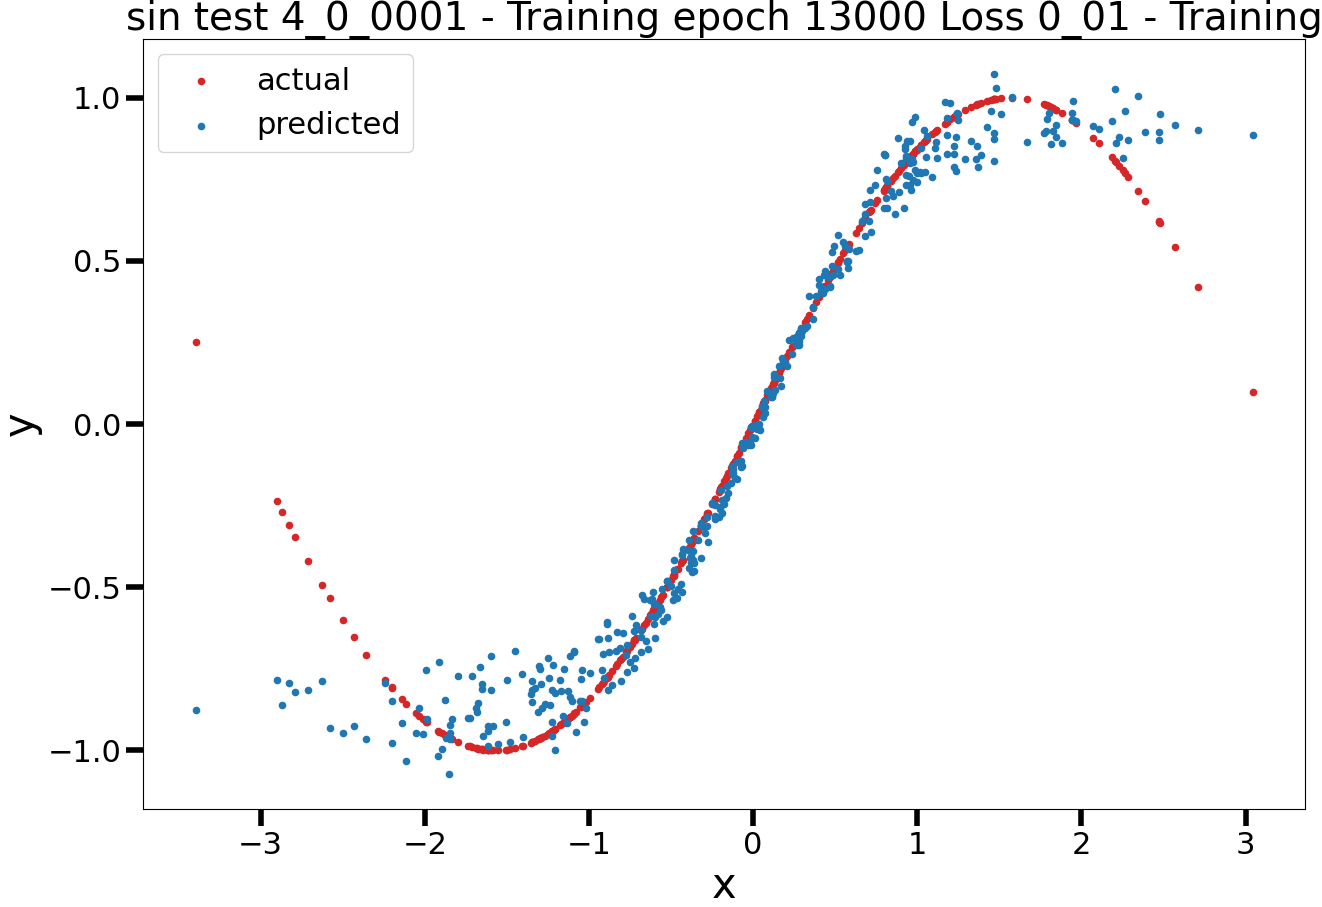 sin test 4_0_0001 - Training epoch 13000 Loss 0_01 - Training
actual
predicted
1.0
0.5
0.0
−0.5
−1.0
y
−3 −2 −1 0 1 2 3
x